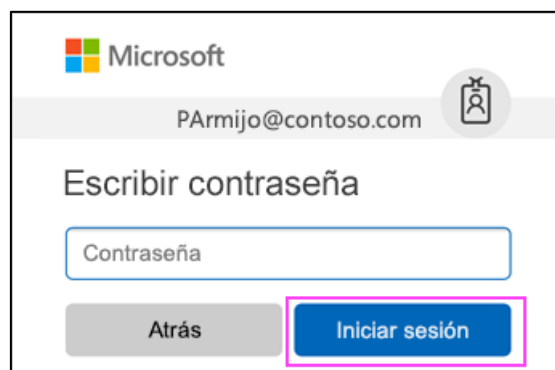 Microsoft
PArmijo@contoso.com
Escribir contraseña
Contraseña
Atrás
Iniciar sesión